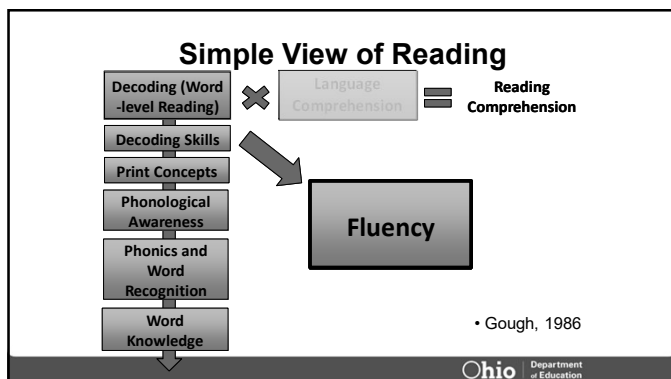 Simple View of Reading
Decoding (Word
-level Reading)
Language
Comprehension
Reading
Comprehension
Decoding Skills
Print Concepts
Phonological
Awareness
Fluency
Phonics and
Word
Recognition
Word
Knowledge
• Gough, 1986
Ohio Department
of Education